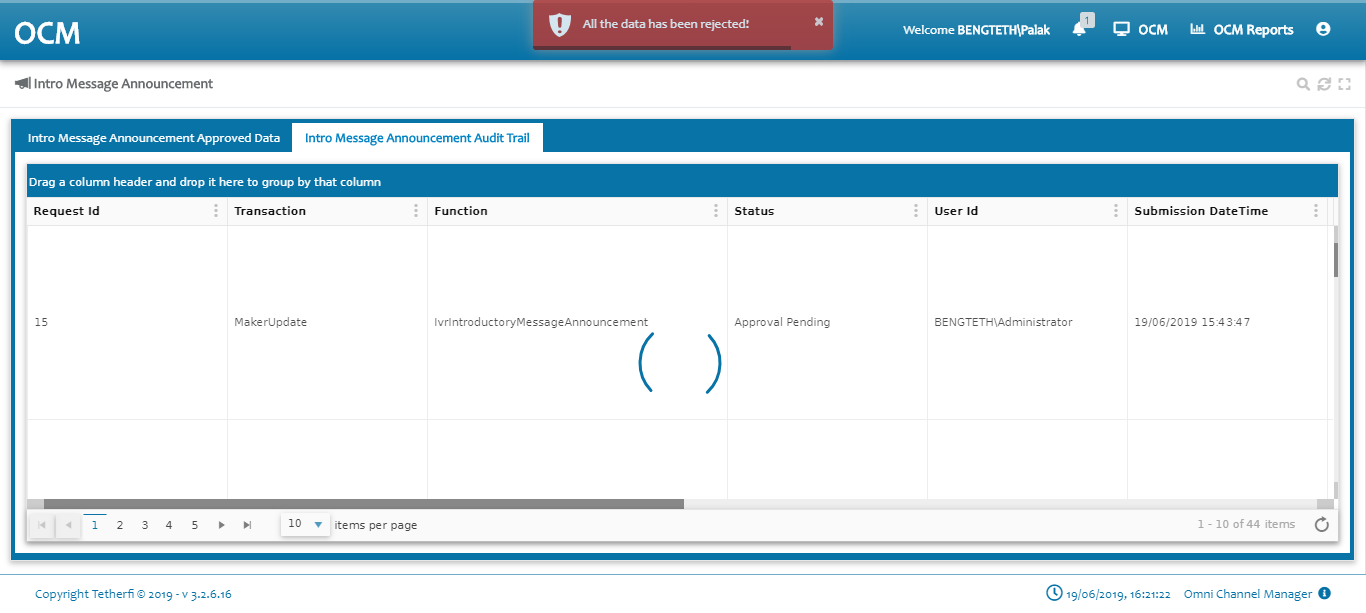 OCM
All the data has been rejected!
Welcome BENGTETH\Palak
1
OCM
OCM Reports
Intro Message Announcement
Intro Message Announcement Approved Data
Intro Message Announcement Audit Trail
Drag a column header and drop it here to group by that column
Request Id Transaction Function Status User Id Submission DateTime
15 MakerUpdate IvrIntroductoryMessageAnnouncement Approval Pending BENGTETH\Administrator 19/06/2019 15:43:47
1 2 3 4 5 10 items per page 1 - 10 of 44 items
Copyright Tetherfi © 2019 - v 3.2.6.16 19/06/2019, 16:21:22 Omni Channel Manager